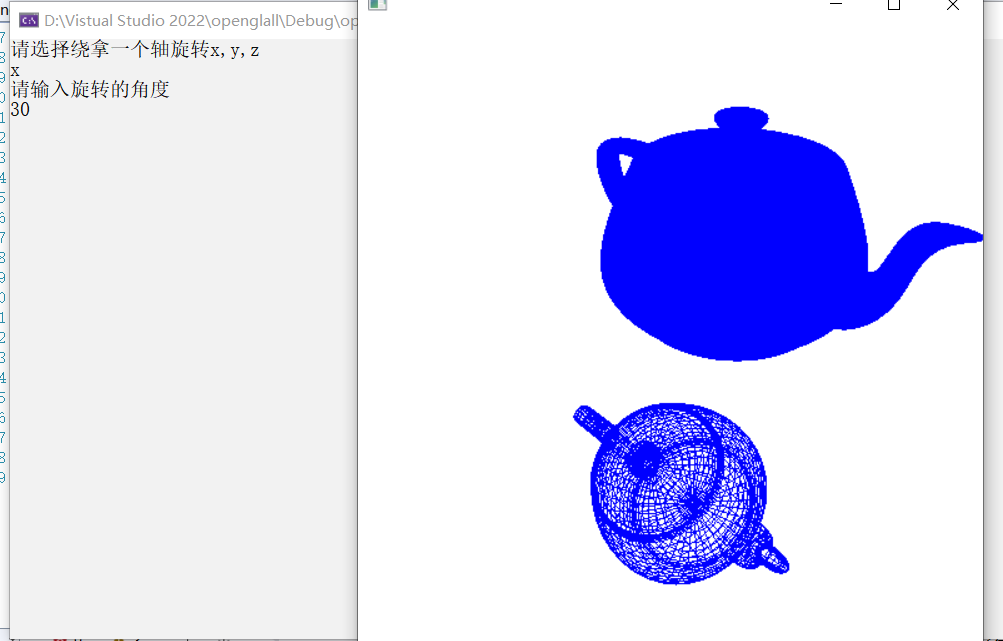 D:\Vistual Studio 2022\openglall\Debug\op
请选择绕拿一个轴旋转x,y,z
x
请输入旋转的角度
30